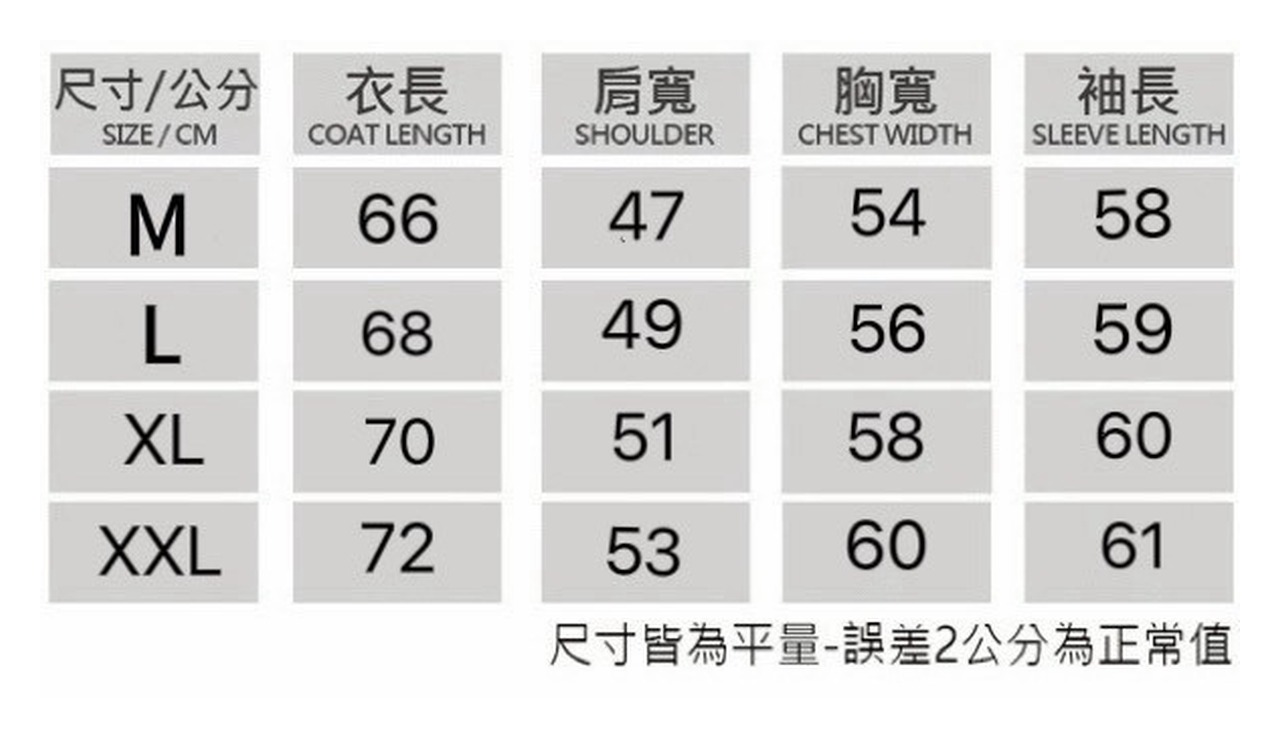 尺寸/公分 衣長 肩寬 胸寬 袖長
SIZE / CM COAT LENGTH SHOULDER CHEST WIDTH SLEEVE LENGTH
M 66 47 54 58
L 68 49 56 59
XL 70 51 58 60
XXL 72 53 60 61
尺寸皆為平量-誤差2公分為正常值